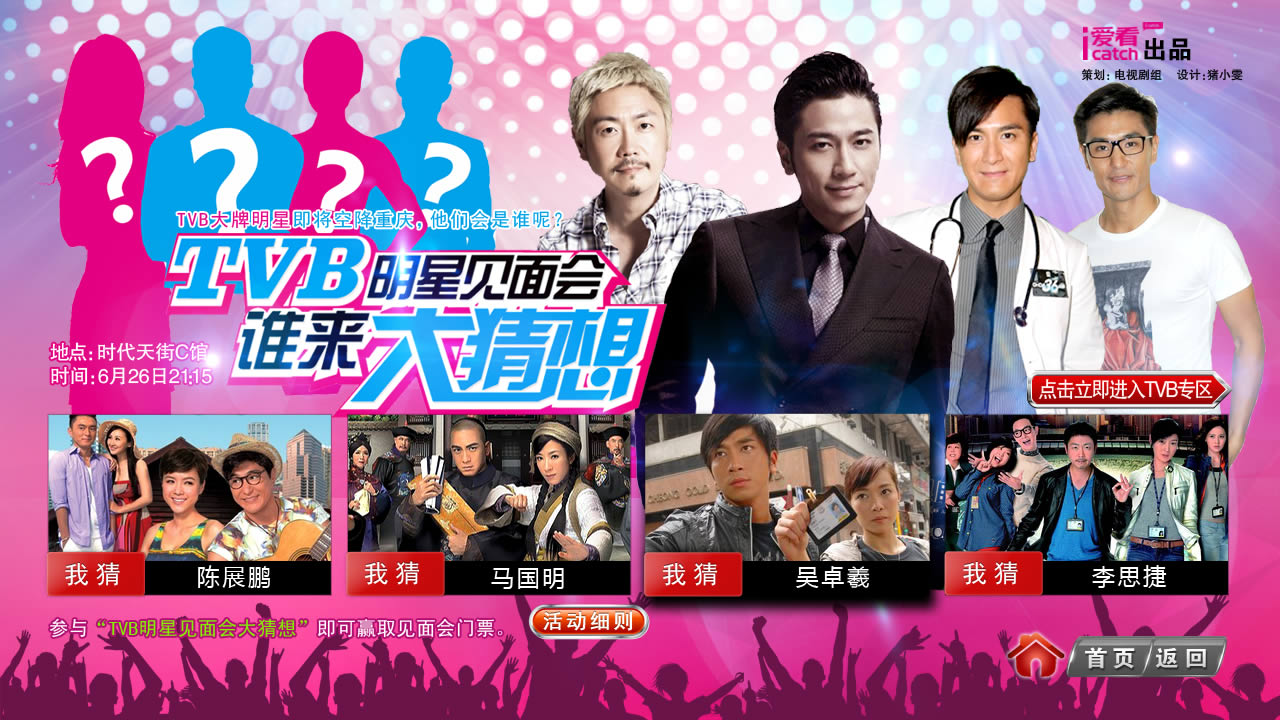 i爱看
catch 出品
策划：电视剧组 设计：猪小雯
? ? ? ?
TVB大牌明星即将空降重庆，他们会是谁呢？
TVB明星见面会
谁来大猜想
地点：时代天街C馆
时间：6月26日21:15
点击立即进入TVB专区
我猜 陈展鹏
我猜 马国明
我猜 吴卓羲
我猜 李思捷
参与“TVB明星见面会大猜想”即可赢取见面会门票。
活动细则
首页 返回